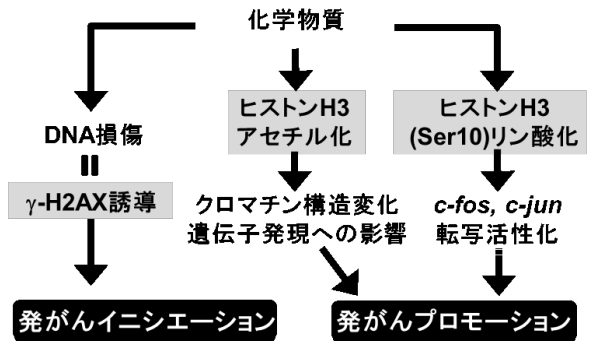 化学物質
DNA損傷
γ-H2AX誘導
発がんイニシエーション
ヒストンH3
アセチル化
クロマチン構造変化
遺伝子発現への影響
ヒストンH3
(Ser10)リン酸化
c-fos, c-jun
転写活性化
発がんプロモーション